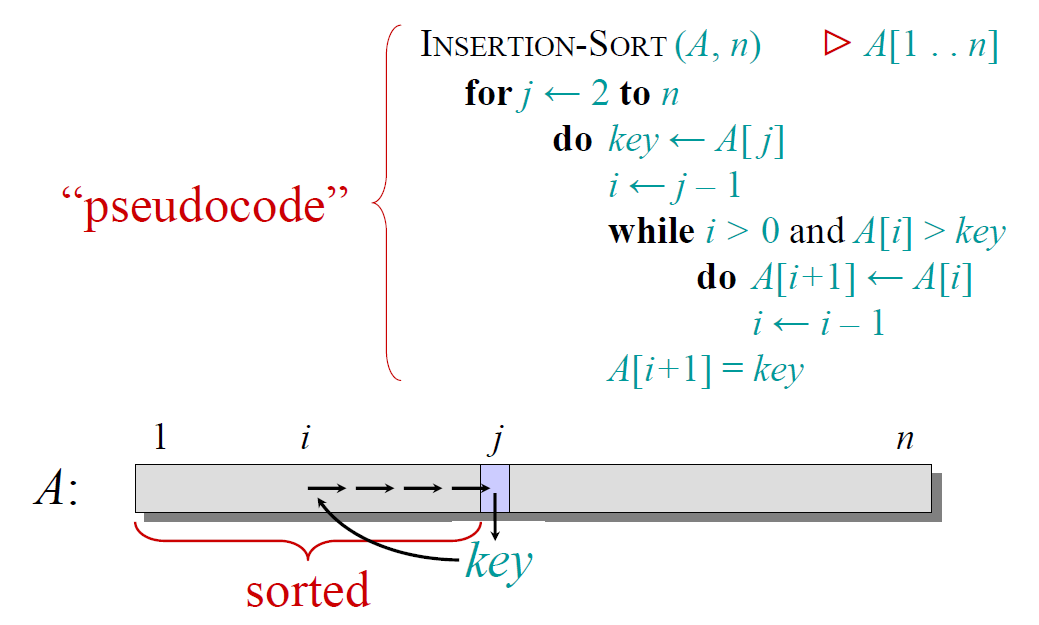 INSERTION-SORT (A, n) ▷ A[1 . . n]
for j ← 2 to n
do key ← A[ j]
i ← j – 1
“pseudocode”
while i > 0 and A[i] > key
do A[i+1] ← A[i]
i ← i – 1
A[i+1] = key
1 i j n
A:
key
sorted